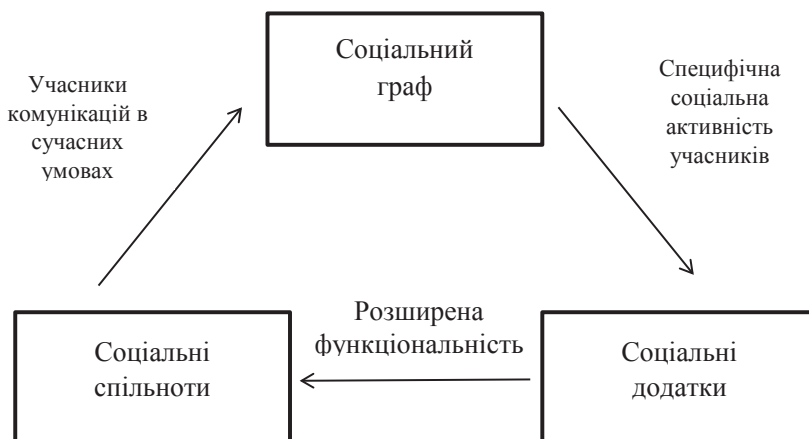 Соціальний
граф
Учасники
комунікацій в
сучасних
умовах
Специфічна
соціальна
активність
учасників
Розширена
функціональність
Соціальні
спільноти
Соціальні
додатки